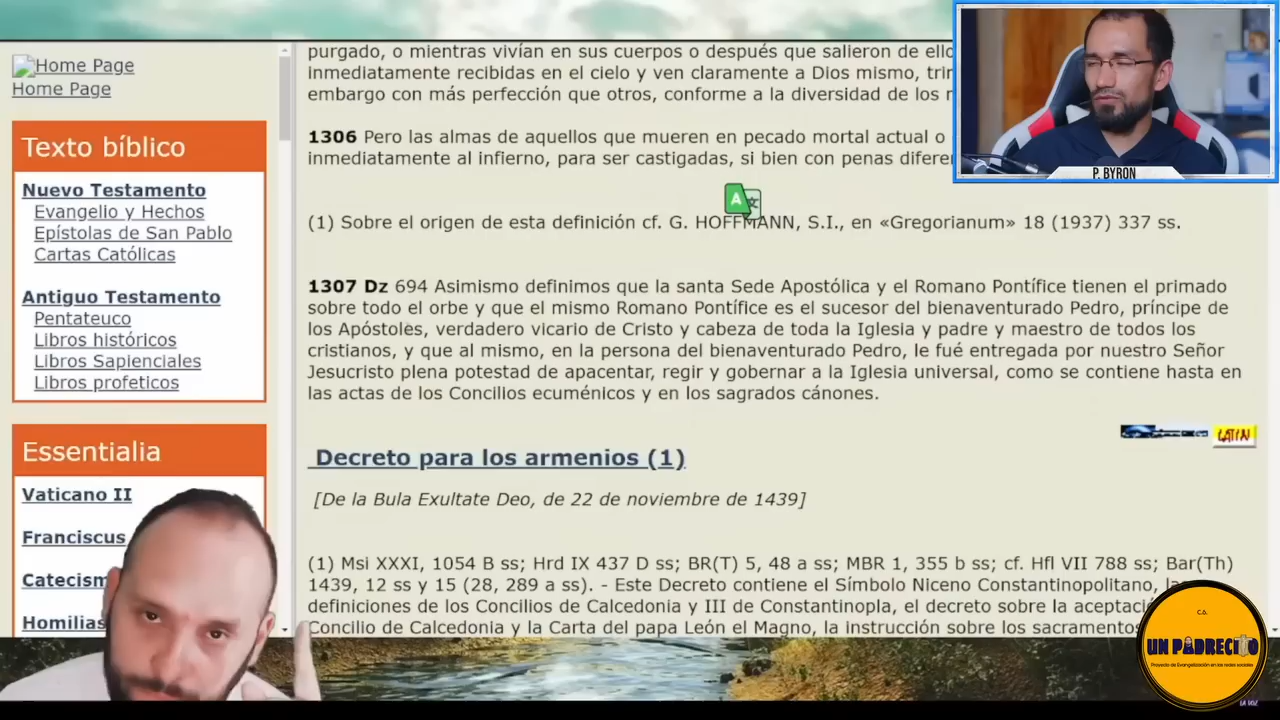 Home Page
Home Page
Texto bíblico
Nuevo Testamento
Evangelio y Hechos
Epístolas de San Pablo
Cartas Católicas
Antiguo Testamento
Pentateuco
Libros históricos
Libros Sapienciales
Libros profeticos
Essentialia
Vaticano II
Franciscus
Catecism
Homilias
purgado, o mientras vivían en sus cuerpos o después que salieron de ello
inmediatamente recibidas en el cielo y ven claramente a Dios mismo, trin
embargo con más perfección que otros, conforme a la diversidad de los
1306 Pero las almas de aquellos que mueren en pecado mortal actual o
inmediatamente al infierno, para ser castigadas, si bien con penas diferen
A
(1) Sobre el origen de esta definición cf. G. HOFFMANN, S.I., en «Gregorianum» 18 (1937) 337 ss.
1307 Dz 694 Asimismo definimos que la santa Sede Apostólica y el Romano Pontífice tienen el primado
sobre todo el orbe y que el mismo Romano Pontífice es el sucesor del bienaventurado Pedro, príncipe de
los Apóstoles, verdadero vicario de Cristo y cabeza de toda la Iglesia y padre y maestro de todos los
cristianos, y que al mismo, en la persona del bienaventurado Pedro, le fué entregada por nuestro Señor
Jesucristo plena potestad de apacentar, regir y gobernar a la Iglesia universal, como se contiene hasta en
las actas de los Concilios ecuménicos y en los sagrados cánones.
LATIN
Decreto para los armenios (1)
[De la Bula Exultate Deo, de 22 de noviembre de 1439]
(1) Msi XXXI, 1054 B ss; Hrd IX 437 D ss; BR(T) 5, 48 a ss; MBR 1, 355 b ss; cf. Hfl VII 788 ss; Bar(Th)
1439, 12 ss y 15 (28, 289 a ss). - Este Decreto contiene el Símbolo Niceno Constantinopolitano, la
definiciones de los Concilios de Calcedonia y III de Constantinopla, el decreto sobre la aceptaci
Concilio de Calcedonia y la Carta del papa León el Magno, la instrucción sobre los sacramentos
P. BYRON
C.G.
UN PADRECITO
Proyecto de Evangelización en las redes sociales
LA VOZ